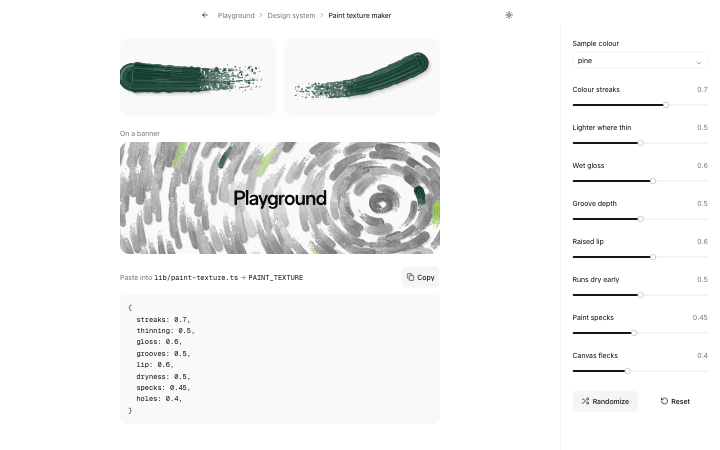 Playground > Design system > Paint texture maker
On a banner
Playground
Paste into lib/paint-texture.ts → PAINT_TEXTURE
Copy
{
streaks: 0.7,
thinning: 0.5,
gloss: 0.6,
grooves: 0.5,
lip: 0.6,
dryness: 0.5,
specks: 0.45,
holes: 0.4,
}
Sample colour
pine
Colour streaks 0.7
Lighter where thin 0.5
Wet gloss 0.6
Groove depth 0.5
Raised lip 0.6
Runs dry early 0.5
Paint specks 0.45
Canvas flecks 0.4
Randomize
Reset